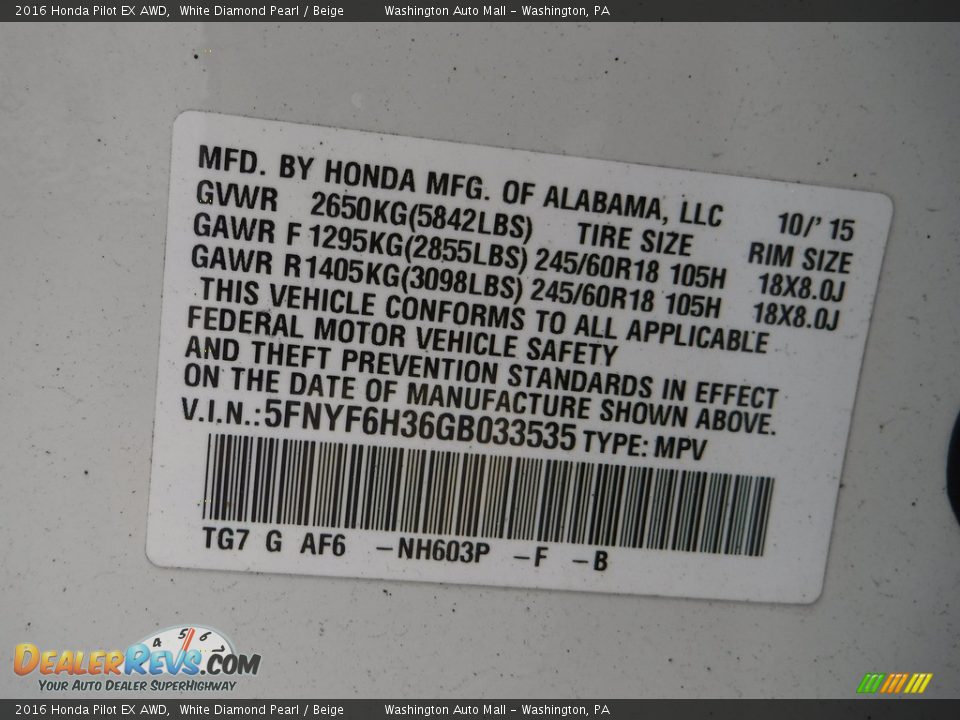 2016 Honda Pilot EX AWD, White Diamond Pearl / Beige Washington Auto Mall - Washington, PA
MFD. BY HONDA MFG. OF ALABAMA, LLC 10/' 15
GVWR 2650KG(5842LBS) TIRE SIZE RIM SIZE
GAWR F 1295KG(2855LBS) 245/60R18 105H 18X8.0J
GAWR R1405KG(3098LBS) 245/60R18 105H 18X8.0J
THIS VEHICLE CONFORMS TO ALL APPLICABLE
FEDERAL MOTOR VEHICLE SAFETY
AND THEFT PREVENTION STANDARDS IN EFFECT
ON THE DATE OF MANUFACTURE SHOWN ABOVE.
V.I.N.:5FNYF6H36GB033535 TYPE: MPV
TG7 G AF6 -NH603P -F -B
4 5 6
DEALERREVS.COM
YOUR AUTO DEALER SUPERHIGHWAY
2016 Honda Pilot EX AWD, White Diamond Pearl / Beige Washington Auto Mall - Washington, PA